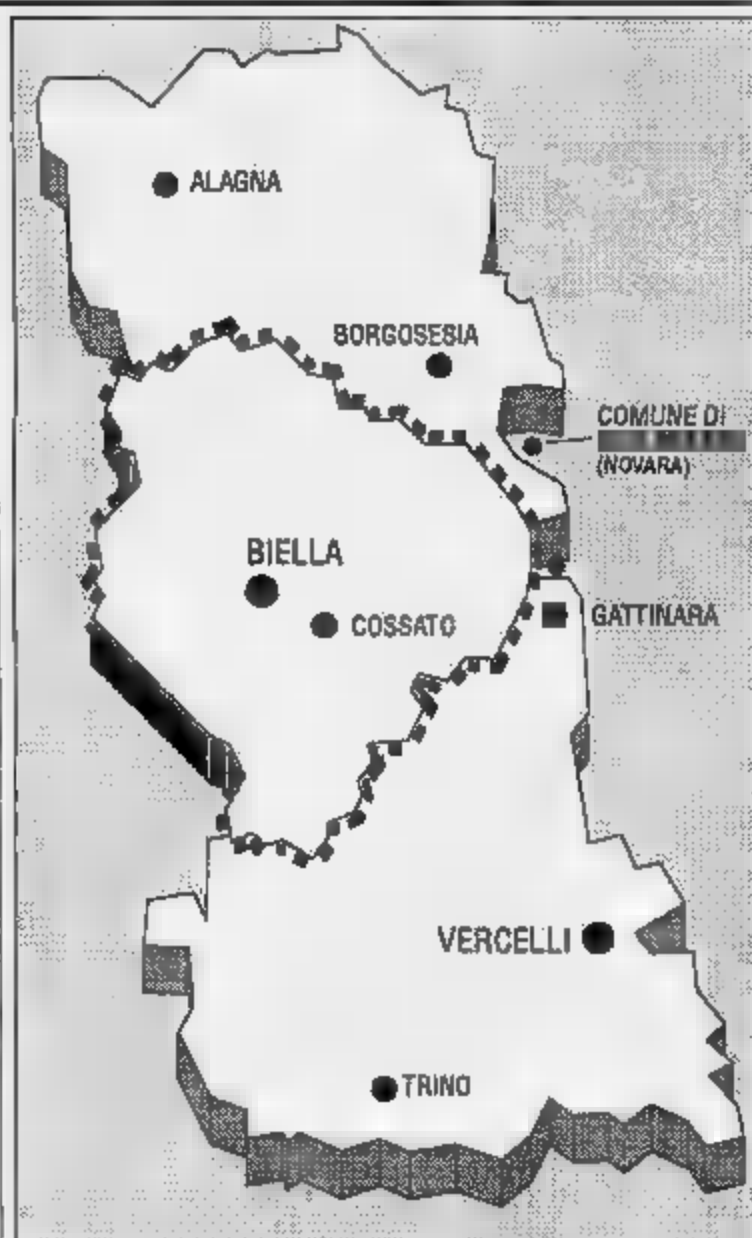 ALAGNA
BORGOSESIA
COMUNE DI
(NOVARA)
BIELLA
COSSATO
GATTINARA
VERCELLI
TRINO